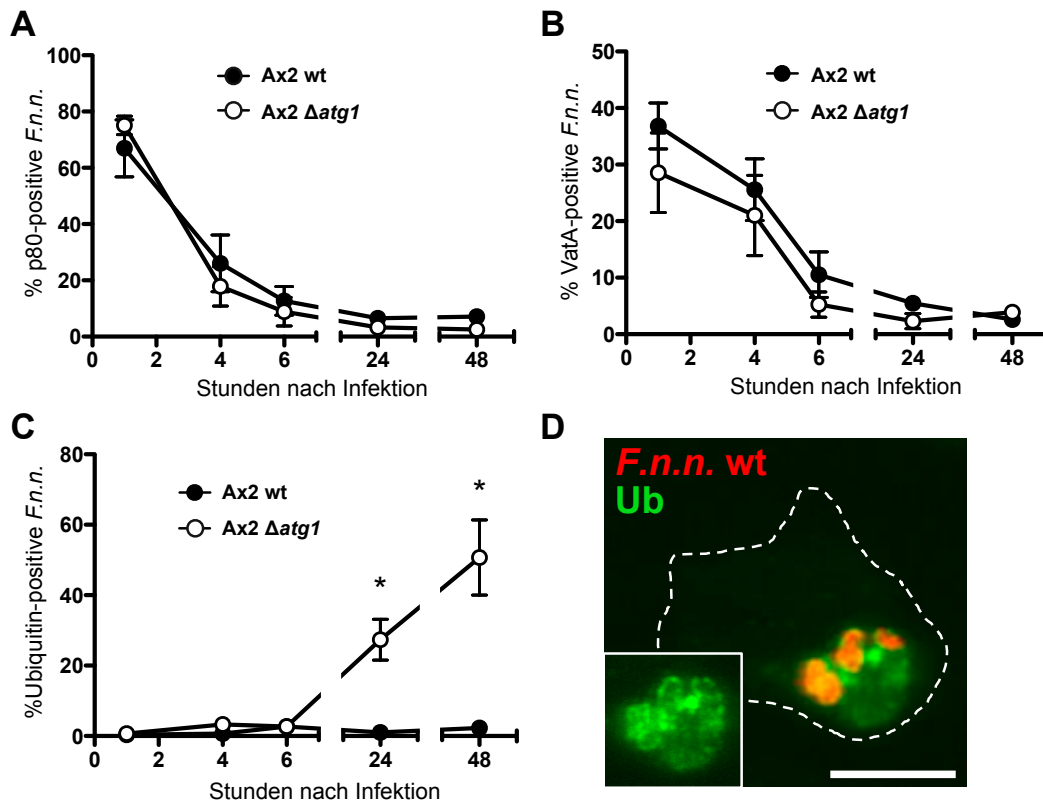 A
% p80-positive F.n.n.
100
80
60
40
20
0
Ax2 wt
Ax2 Δatg1
0 2 4 6 24 48
Stunden nach Infektion
B
% VatA-positive F.n.n.
50
40
30
20
10
0
Ax2 wt
Ax2 Δatg1
0 2 4 6 24 48
Stunden nach Infektion
C
%Ubiquitin-positive F.n.n.
80
60
40
20
0
Ax2 wt
Ax2 Δatg1
*
*
0 2 4 6 24 48
Stunden nach Infektion
D
F.n.n. wt
Ub